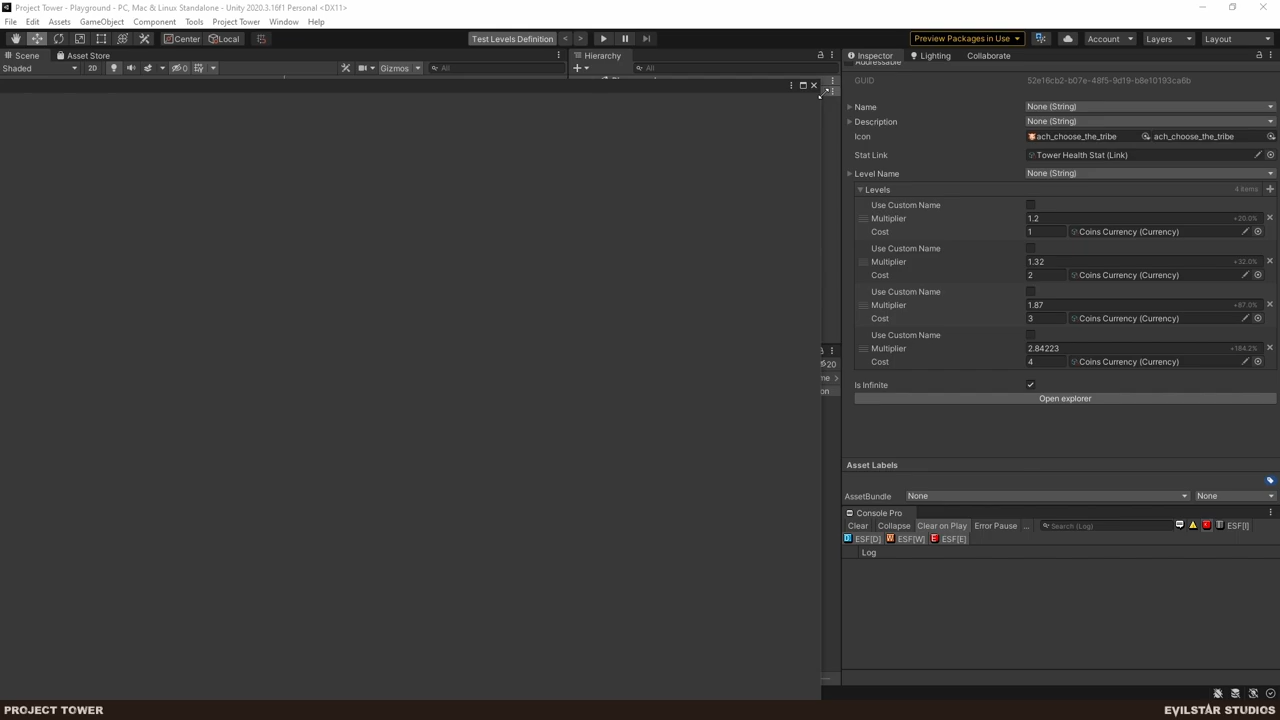 Project Tower - Playground - PC, Mac & Linux Standalone - Unity 2020.3.16f1 Personal <DX11>
File Edit Assets GameObject Component Tools Project Tower Window Help
Center Local Test Levels Definition Preview Packages in Use Account Layers Layout
Scene Asset Store Hierarchy Inspector Lighting Collaborate
Shaded 2D 0 Gizmos All All
GUID 52e16cb2-b07e-48f5-9d19-b8e10193ca6b
Name None (String)
Description None (String)
Icon ach_choose_the_tribe ach_choose_the_tribe
Stat Link Tower Health Stat (Link)
Level Name None (String)
Levels 4 items
Use Custom Name
Multiplier 1.2 +20.0%
Cost 1 Coins Currency (Currency)
Use Custom Name
Multiplier 1.32 +32.0%
Cost 2 Coins Currency (Currency)
Use Custom Name
Multiplier 1.87 +87.0%
Cost 3 Coins Currency (Currency)
Use Custom Name
Multiplier 2.84223 +184.2%
Cost 4 Coins Currency (Currency)
20
me
on
Is Infinite
Open explorer
Asset Labels
AssetBundle None None
Console Pro
Clear Collapse Clear on Play Error Pause ... Search (Log) ESF[I]
ESF[D] ESF[W] ESF[E]
Log
PROJECT TOWER EVILSTAR STUDIOS